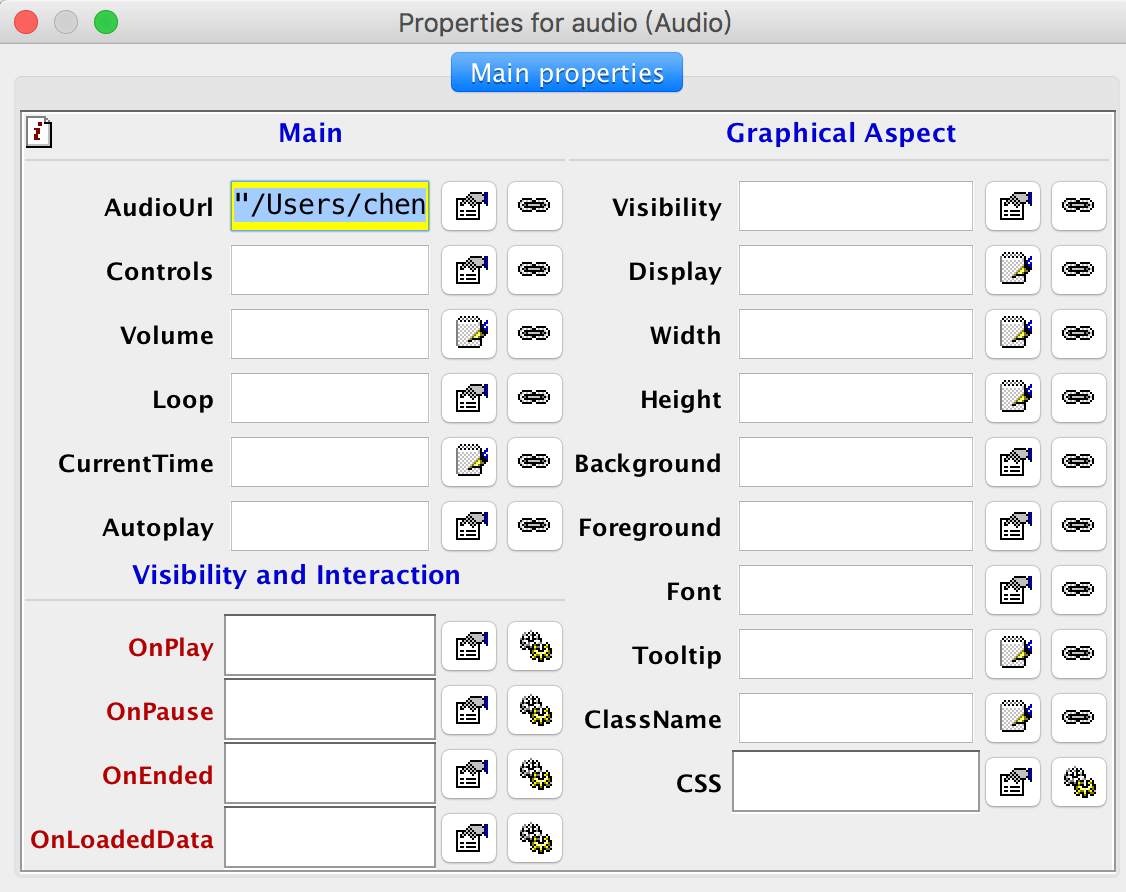 Properties for audio (Audio)
Main properties
i
Main
AudioUrl
"/Users/chen
Controls
Volume
Loop
CurrentTime
Autoplay
Visibility and Interaction
OnPlay
OnPause
OnEnded
OnLoadedData
Graphical Aspect
Visibility
Display
Width
Height
Background
Foreground
Font
Tooltip
ClassName
CSS